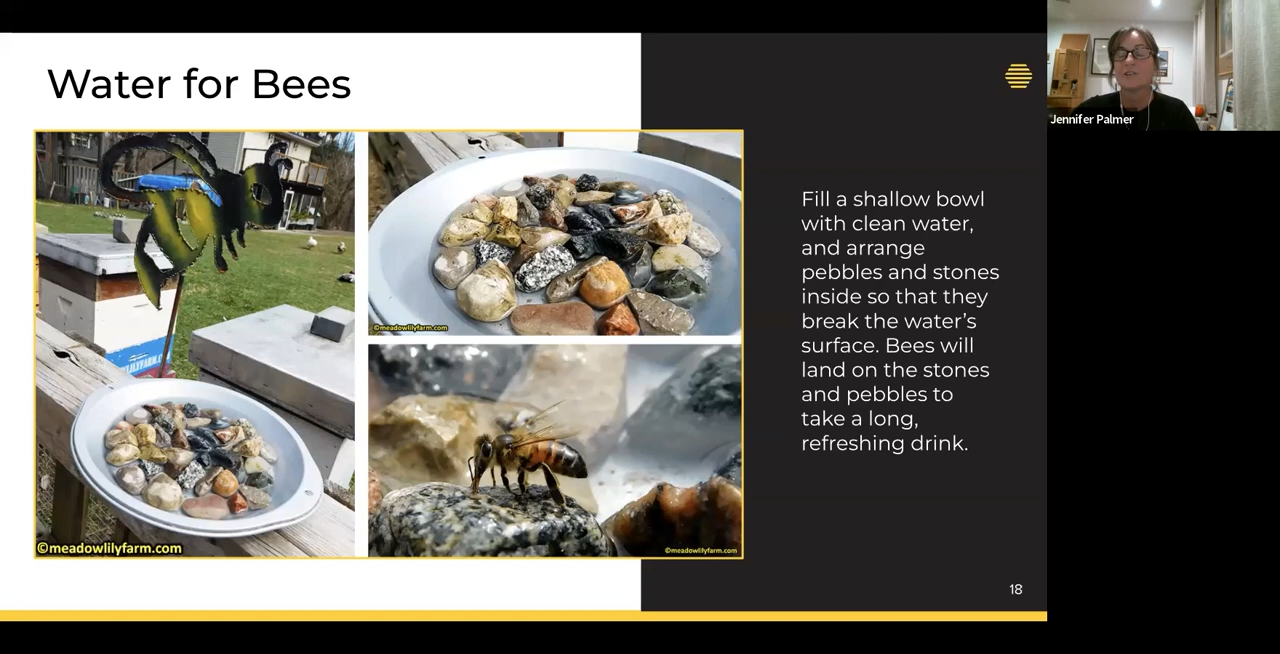 Water for Bees
©meadowlilyfarm.com
©meadowlilyfarm.com
©meadowlilyfarm.com
Fill a shallow bowl
with clean water,
and arrange
pebbles and stones
inside so that they
break the water's
surface. Bees will
land on the stones
and pebbles to
take a long,
refreshing drink.
18
Jennifer Palmer